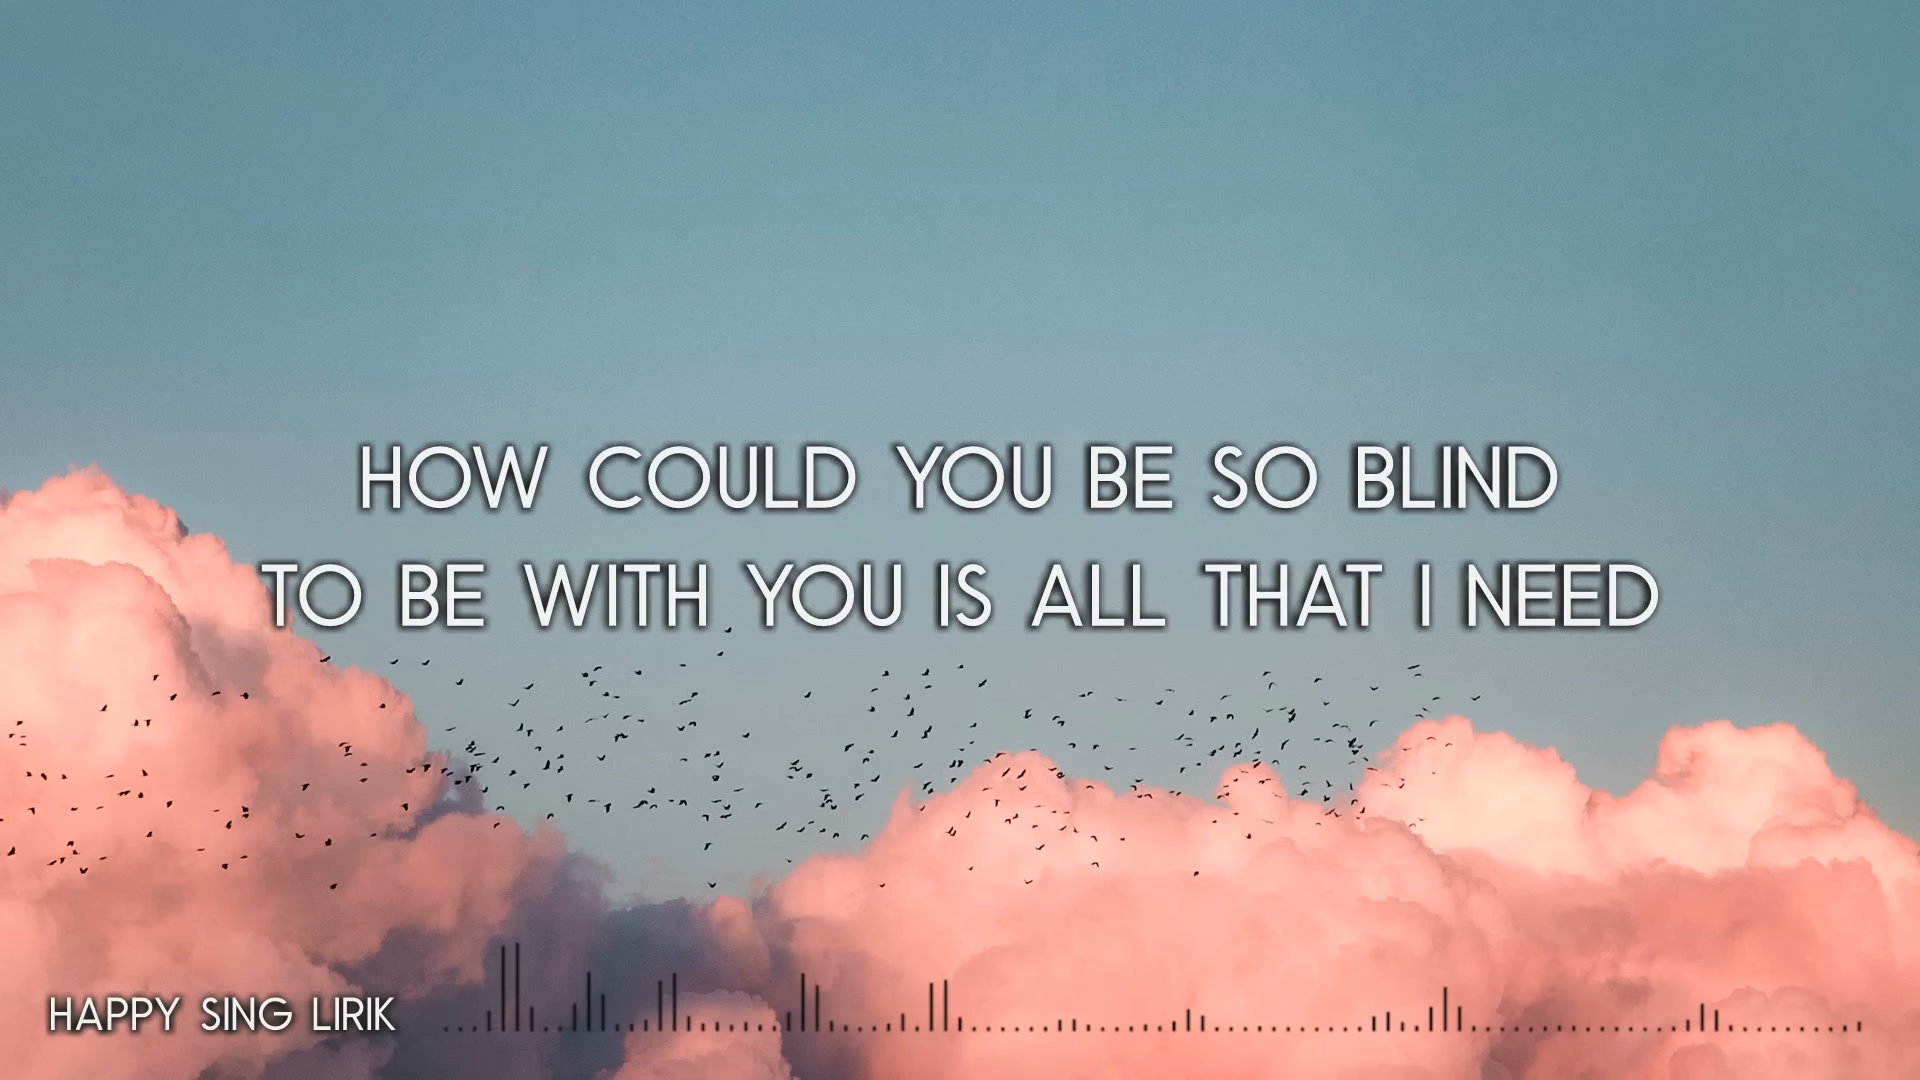 HOW COULD YOU BE SO BLIND
TO BE WITH YOU IS ALL THAT I NEED
HAPPY SING LIRIK